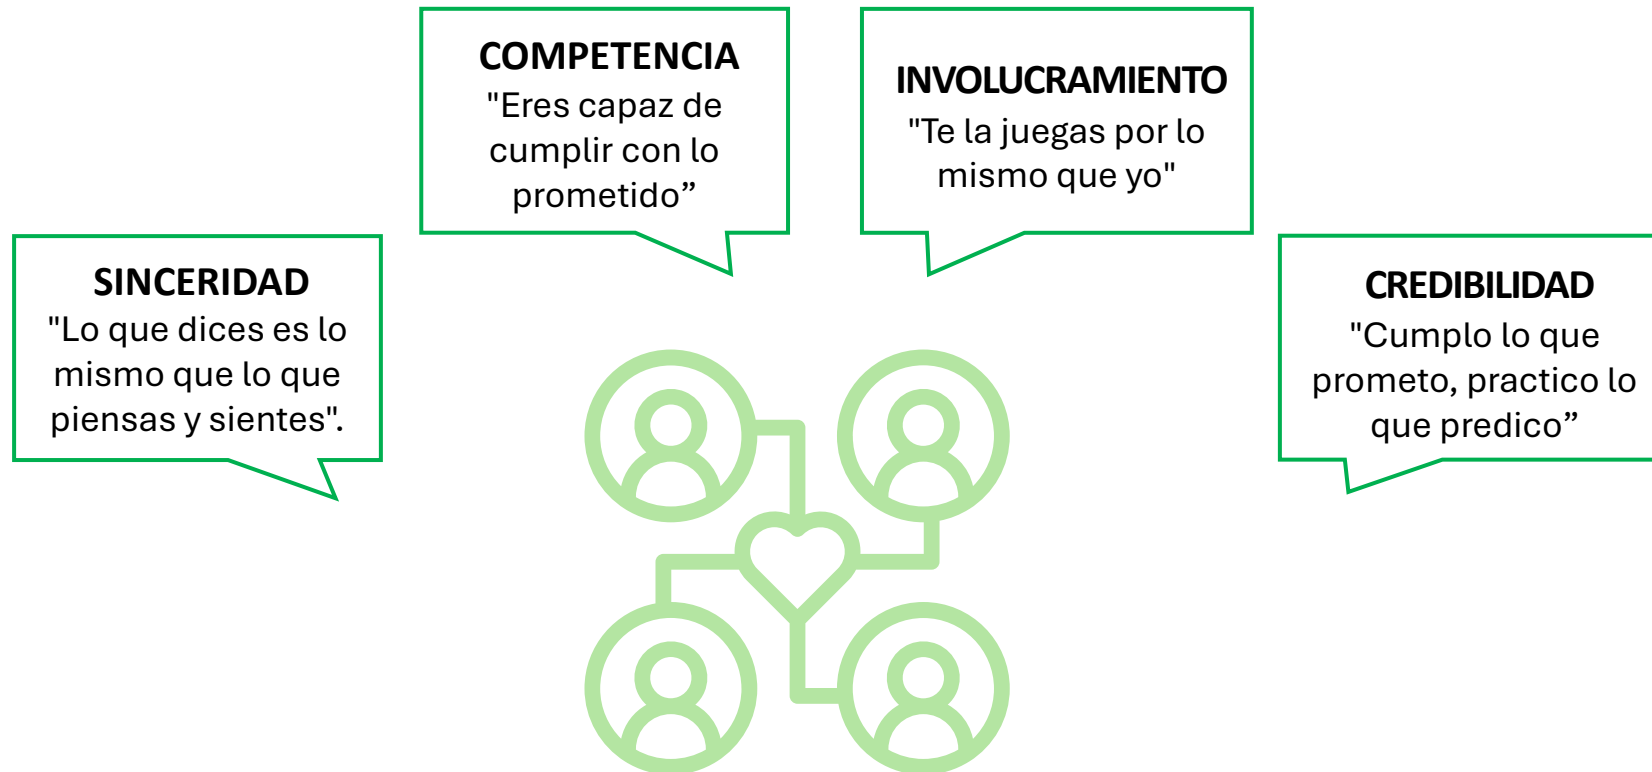 COMPETENCIA
"Eres capaz de
cumplir con lo
prometido”
INVOLUCRAMIENTO
"Te la juegas por lo
mismo que yo"
SINCERIDAD
"Lo que dices es lo
mismo que lo que
piensas y sientes".
CREDIBILIDAD
"Cumplo lo que
prometo, practico lo
que predico”